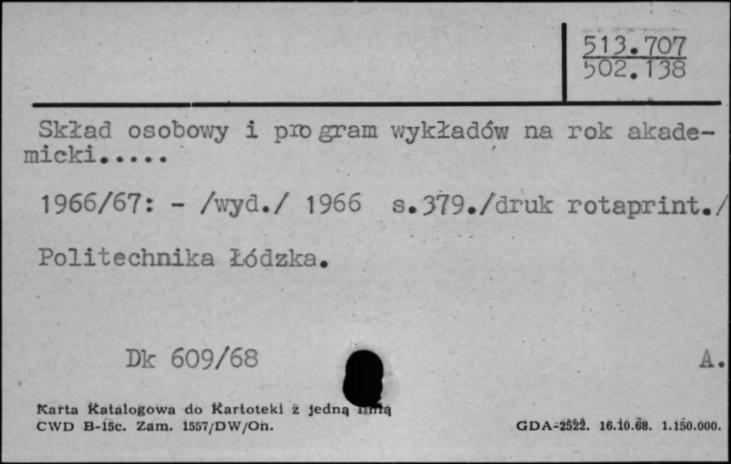 513.707
502.138
Skład osobowy i program wykładów na rok akade-
micki.....
1966/67: - /wyd./ 1966 s.379./druk rotaprint./
Politechnika Łódzka.
Dk 609/68 A.
Karta Katalogowa do Kartoteki z jedną linią
CWD B-15c. Zam. 1557/DW/Oh. GDA-2522. 16.10.68. 1.150.000.